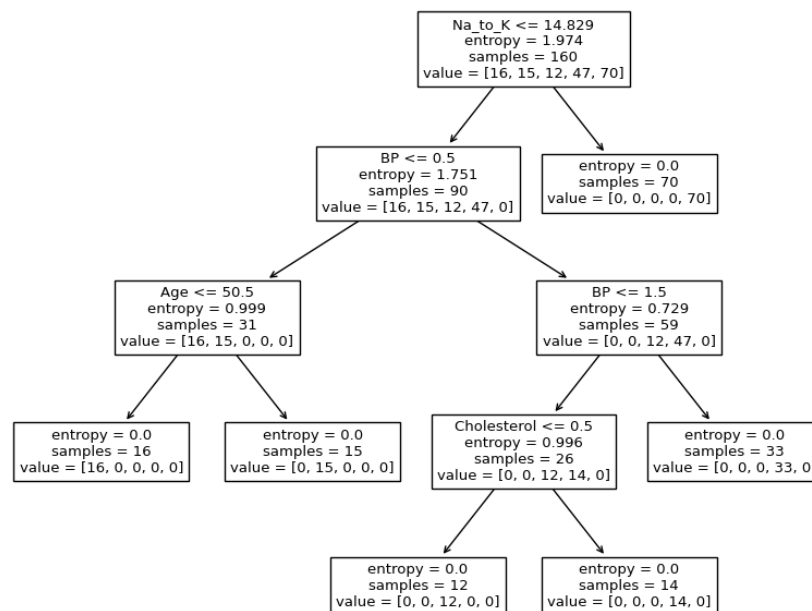 Na_to_K <= 14.829
entropy = 1.974
samples = 160
value = [16, 15, 12, 47, 70]
BP <= 0.5
entropy = 1.751
samples = 90
value = [16, 15, 12, 47, 0]
entropy = 0.0
samples = 70
value = [0, 0, 0, 0, 70]
Age <= 50.5
entropy = 0.999
samples = 31
value = [16, 15, 0, 0, 0]
BP <= 1.5
entropy = 0.729
samples = 59
value = [0, 0, 12, 47, 0]
entropy = 0.0
samples = 16
value = [16, 0, 0, 0, 0]
entropy = 0.0
samples = 15
value = [0, 15, 0, 0, 0]
Cholesterol <= 0.5
entropy = 0.996
samples = 26
value = [0, 0, 12, 14, 0]
entropy = 0.0
samples = 33
value = [0, 0, 0, 33, 0
entropy = 0.0
samples = 12
value = [0, 0, 12, 0, 0]
entropy = 0.0
samples = 14
value = [0, 0, 0, 14, 0]